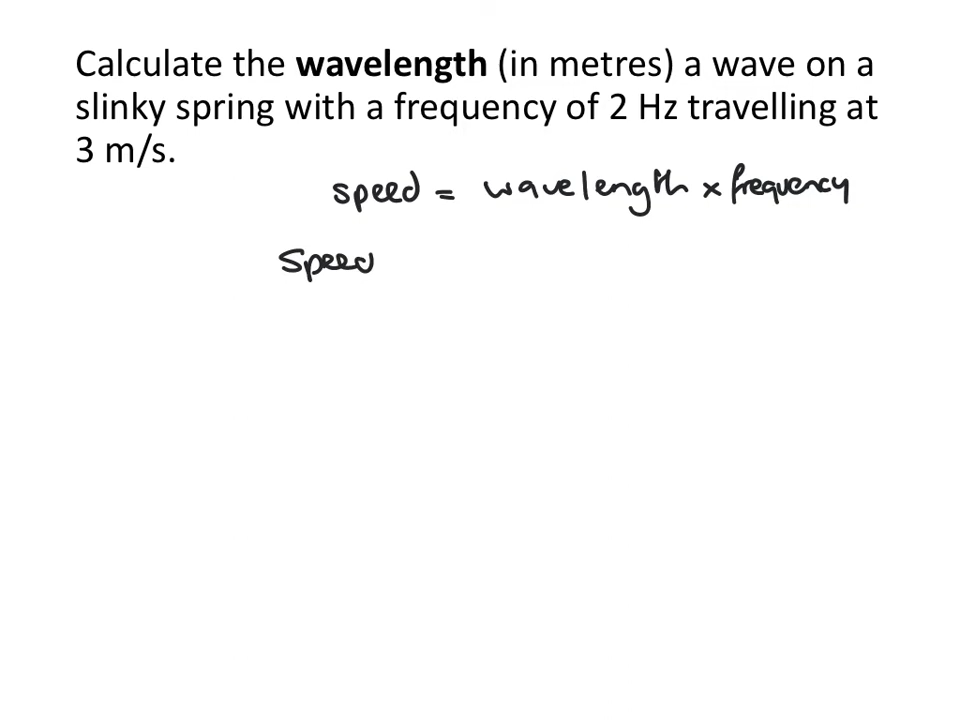 Calculate the wavelength (in metres) a wave on a
slinky spring with a frequency of 2 Hz travelling at
3 m/s.
speed = wavelength × frequency
speed